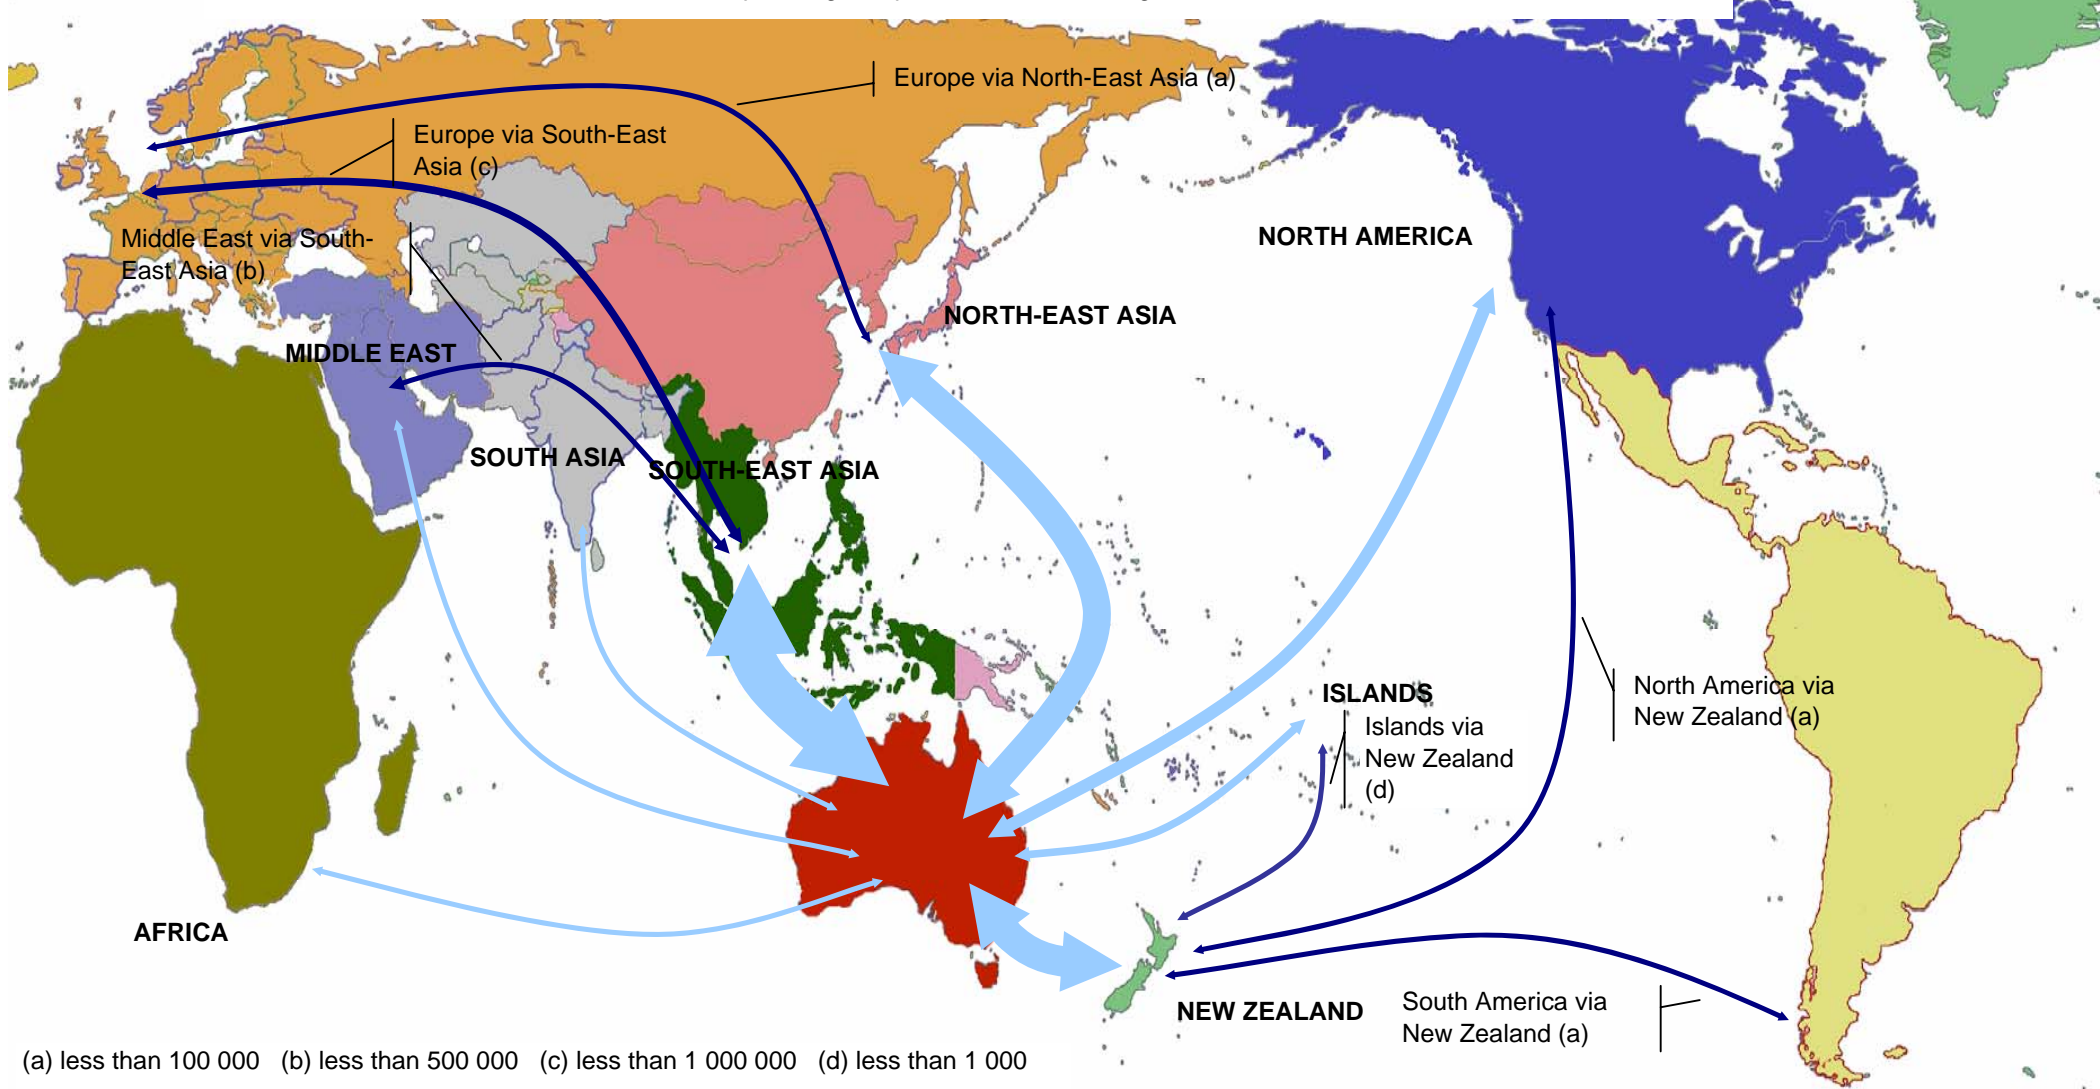 Europe via North-East Asia (a)
Europe via South-East
Asia (c)
Middle East via South-
East Asia (b)
NORTH AMERICA
NORTH-EAST ASIA
MIDDLE EAST
SOUTH ASIA
SOUTH-EAST ASIA
ISLANDS
Islands via
New Zealand
(d)
North America via
New Zealand (a)
AFRICA
NEW ZEALAND
South America via
New Zealand (a)
(a) less than 100 000 (b) less than 500 000 (c) less than 1 000 000 (d) less than 1 000